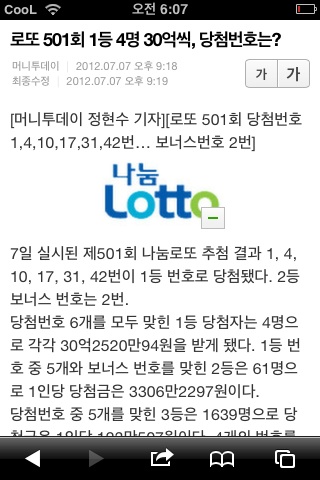 CooL 오전 6:07
로또 501회 1등 4명 30억씩, 당첨번호는?
머니투데이 | 2012.07.07 오후 9:18
최종수정 | 2012.07.07 오후 9:19
가 가
[머니투데이 정현수 기자][로또 501회 당첨번호
1,4,10,17,31,42번... 보너스번호 2번]
나눔
Lotto
7일 실시된 제501회 나눔로또 추첨 결과 1, 4,
10, 17, 31, 42번이 1등 번호로 당첨됐다. 2등
보너스 번호는 2번.
당첨번호 6개를 모두 맞힌 1등 당첨자는 4명으
로 각각 30억2520만94원을 받게 됐다. 1등 번
호 중 5개와 보너스 번호를 맞힌 2등은 61명으
로 1인당 당첨금은 3306만2297원이다.
당첨번호 중 5개를 맞힌 3등은 1639명으로 당